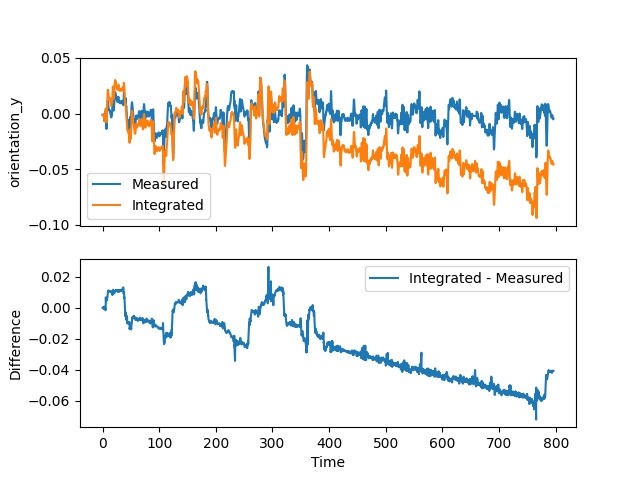 orientation_y
0.05
0.00
−0.05
−0.10
Measured
Integrated
Difference
0.02
0.00
−0.02
−0.04
−0.06
Integrated - Measured
0 100 200 300 400 500 600 700 800
Time